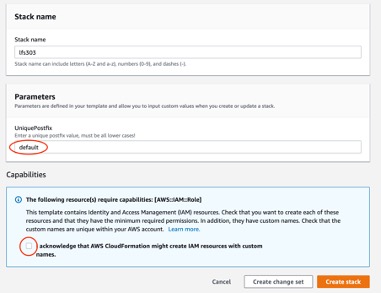 Stack name
Stack name
lfs303
Stack name can include letters (A-Z and a-z), numbers (0-9), and dashes (-).
Parameters
Parameters are defined in your template and allow you to input custom values when you create or update a stack.
UniquePostfix
Enter a unique postfix value, must be all lower cases!
default
Capabilities
The following resource(s) require capabilities: [AWS::IAM::Role]
This template contains Identity and Access Management (IAM) resources. Check that you want to create each of these
resources and that they have the minimum required permissions. In addition, they have custom names. Check that the
custom names are unique within your AWS account. Learn more.
acknowledge that AWS CloudFormation might create IAM resources with custom
names.
Cancel
Create change set
Create stack